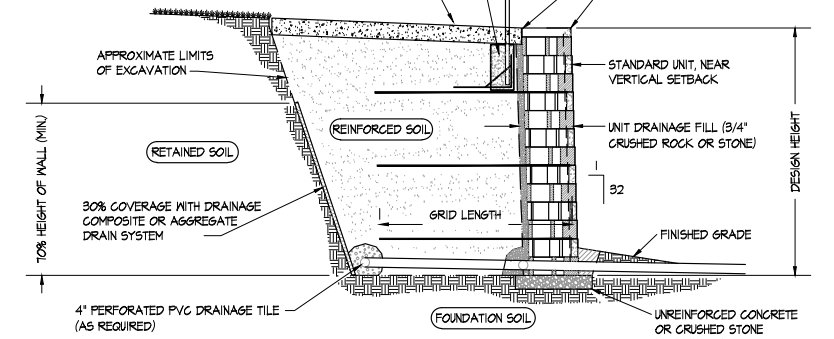 APPROXIMATE LIMITS
OF EXCAVATION
STANDARD UNIT, NEAR
VERTICAL SETBACK
REINFORCED SOIL
UNIT DRAINAGE FILL (3/4"
CRUSHED ROCK OR STONE)
RETAINED SOIL
70% HEIGHT OF WALL (MIN.)
DESIGN HEIGHT
1
32
30% COVERAGE WITH DRAINAGE
COMPOSITE OR AGGREGATE
DRAIN SYSTEM
GRID LENGTH
FINISHED GRADE
4" PERFORATED PVC DRAINAGE TILE
(AS REQUIRED)
FOUNDATION SOIL
UNREINFORCED CONCRETE
OR CRUSHED STONE